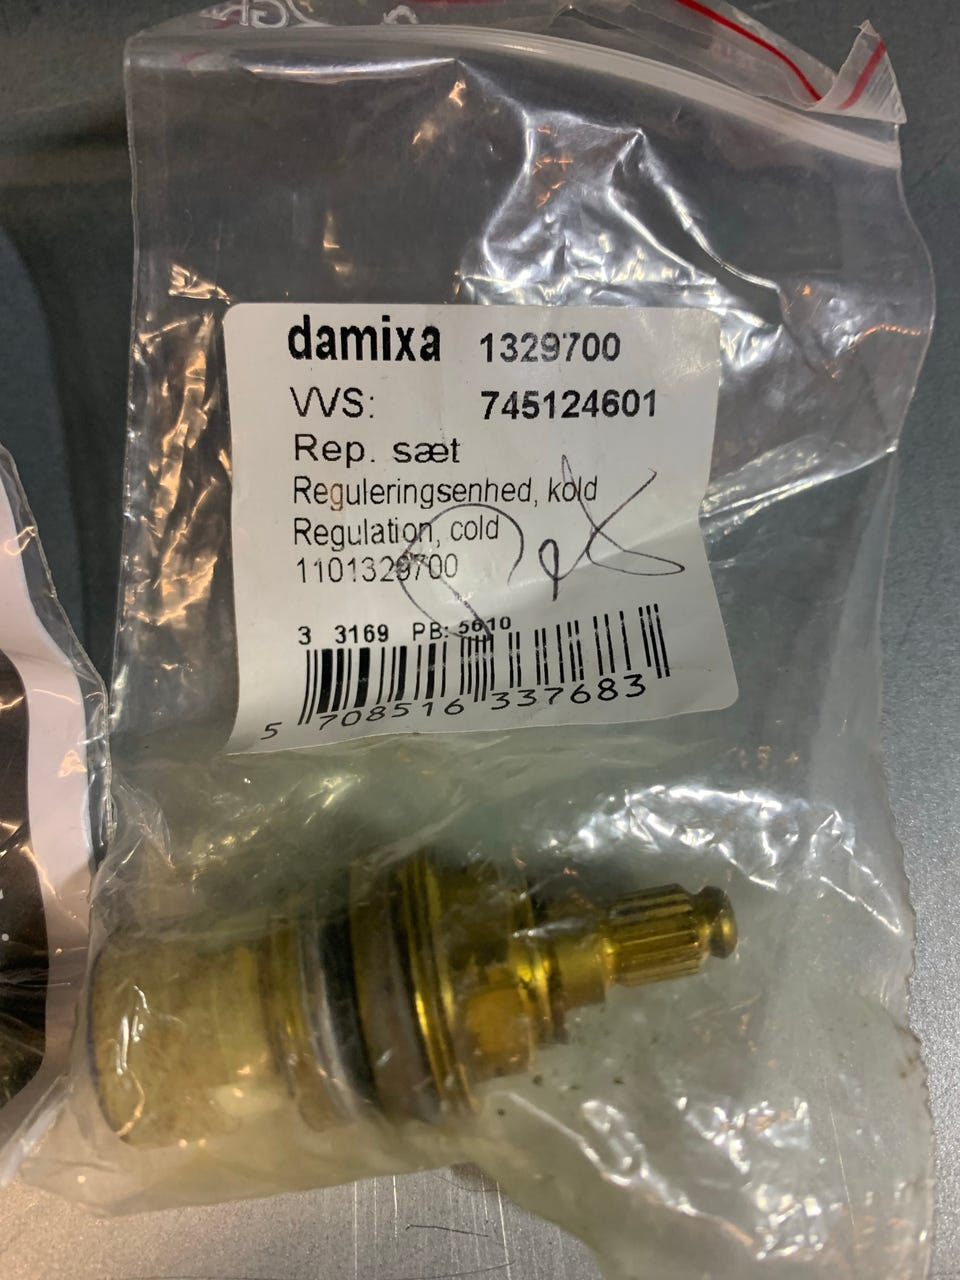 damixa 1329700
VVS: 745124601
Rep. sæt
Reguleringsenhed, kold
Regulation, cold
1101329700
3 3169 PB: 5610
5 708516 337683